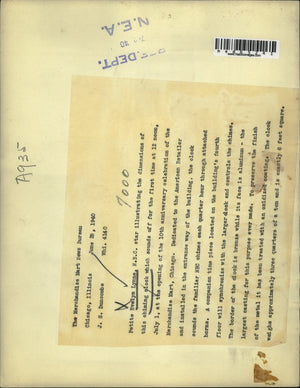 REF. DEPT.
N.E.A.
A935
7000
The Merchandise Mart News Bureau
Chicago, Illinois
June 25, 1940
J. R.
Whi. 4140
X
Petite Evelyn Lynne, N.B.C. star illustrating the dimensions of
this chiming clock which sounds off for the first time at 12 noon,
July 1, at the opening of the 10th anniversary celebration of the
Merchandise Mart, Chicago. Dedicated to the American Retailer
and installed in the entrance way of the building, the clock
sounds the familiar NBC chimes each quarter hour through attached
horns. A companion time piece located on the building's fourth
floor will synchronize with the larger clock and controls the chimes.
The border of the clock is bronze while its face is aluminum - the
largest casting for this purpose ever made. To preserve the finish
of the metal it has been treated with an oxidized coating. The clock
weighs approximately three quarters of a ton and is exactly 6 feet square.